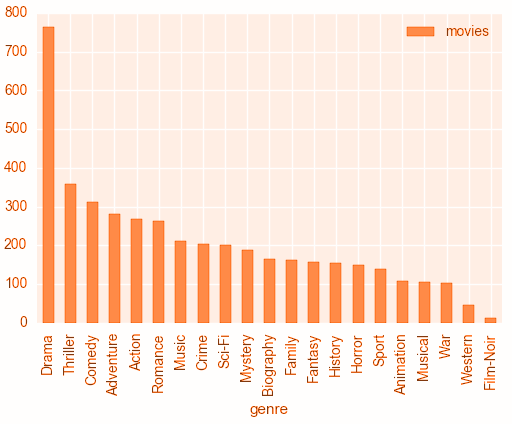 800
700
600
500
400
300
200
100
0
movies
Drama
Thriller
Comedy
Adventure
Action
Romance
Music
Crime
Sci-Fi
Mystery
Biography
Family
Fantasy
History
Horror
Sport
Animation
Musical
War
Western
Film-Noir
genre